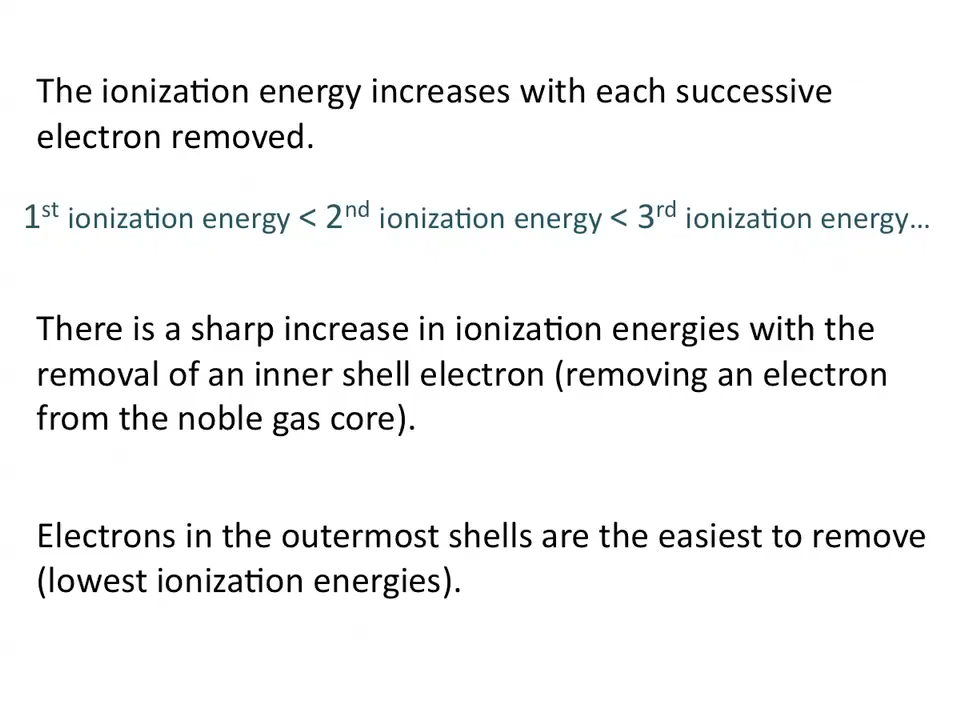 The ionization energy increases with each successive
electron removed.
1st ionization energy < 2nd ionization energy < 3rd ionization energy...
There is a sharp increase in ionization energies with the
removal of an inner shell electron (removing an electron
from the noble gas core).
Electrons in the outermost shells are the easiest to remove
(lowest ionization energies).